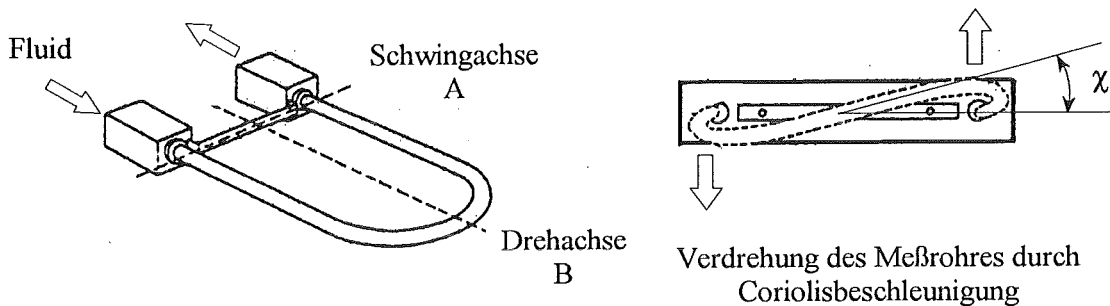 Fluid
Schwingachse
A
Drehachse
B
χ
Verdrehung des Meßrohres durch
Coriolisbeschleunigung